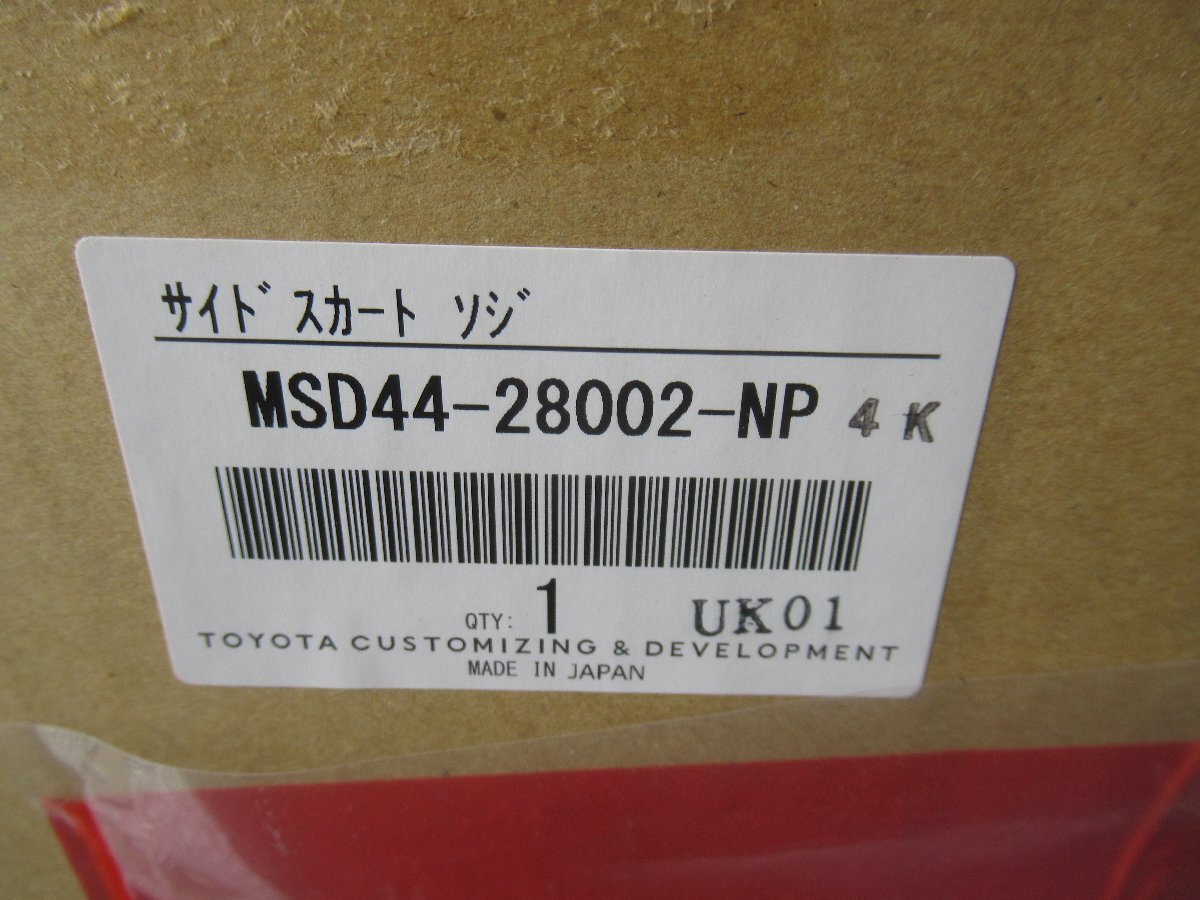 サイドスカート ソジ
MSD44-28002-NP 4K
QTY: 1 UK01
TOYOTA CUSTOMIZING & DEVELOPMENT
MADE IN JAPAN